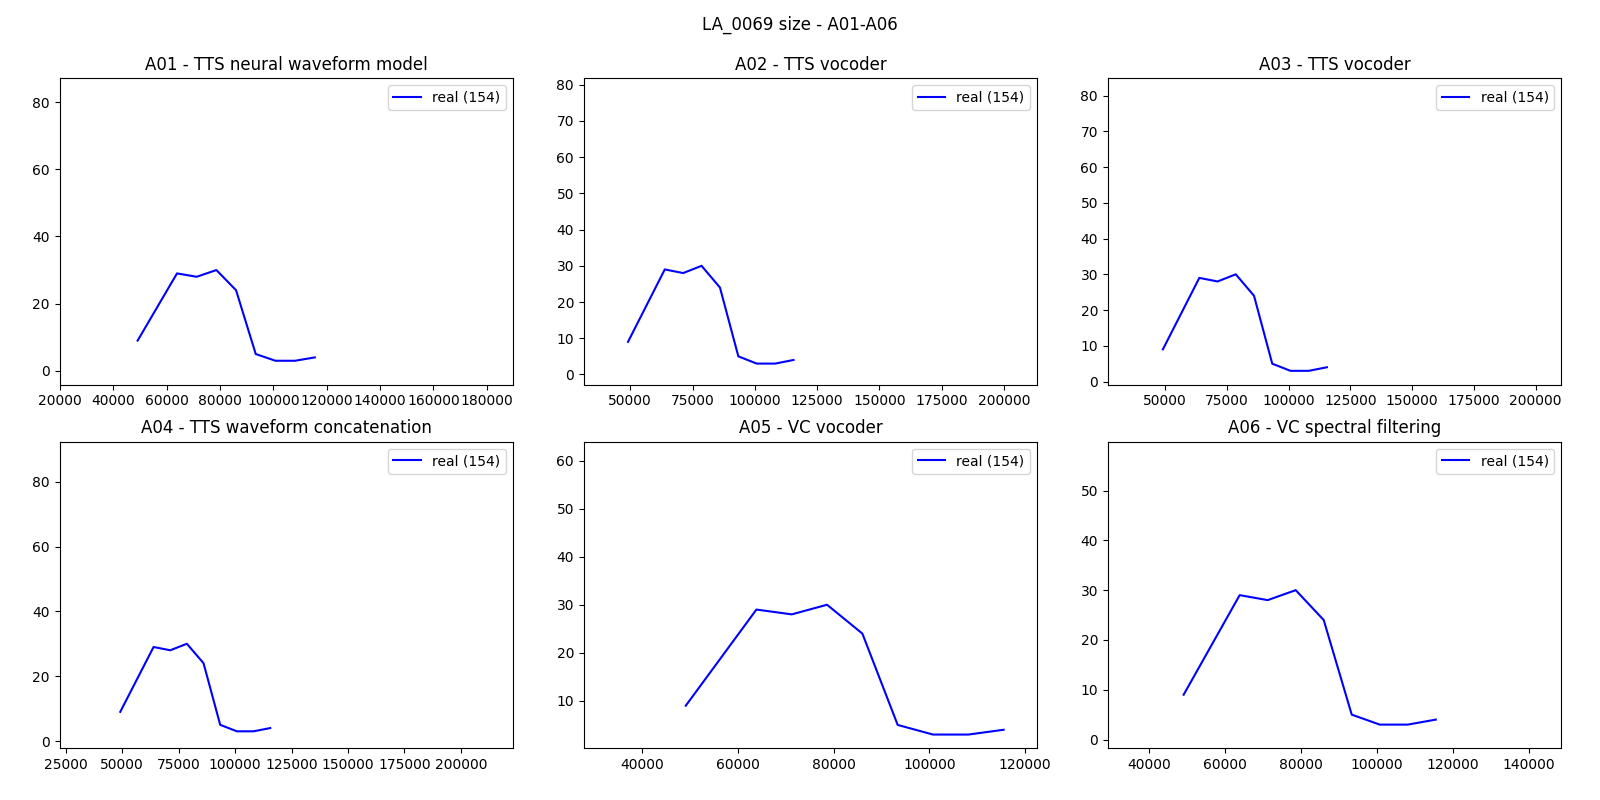 LA_0069 size - A01-A06
A01 - TTS neural waveform model
A02 - TTS vocoder
A03 - TTS vocoder
real (154)
real (154)
real (154)
80
60
40
20
0
80
70
60
50
40
30
20
10
0
80
70
60
50
40
30
20
10
0
20000 40000 60000 80000 100000 120000 140000 160000 180000
50000 75000 100000 125000 150000 175000 200000
50000 75000 100000 125000 150000 175000 200000
A04 - TTS waveform concatenation
A05 - VC vocoder
A06 - VC spectral filtering
real (154)
real (154)
real (154)
80
60
40
20
0
60
50
40
30
20
10
50
40
30
20
10
0
25000 50000 75000 100000 125000 150000 175000 200000
40000 60000 80000 100000 120000
40000 60000 80000 100000 120000 140000